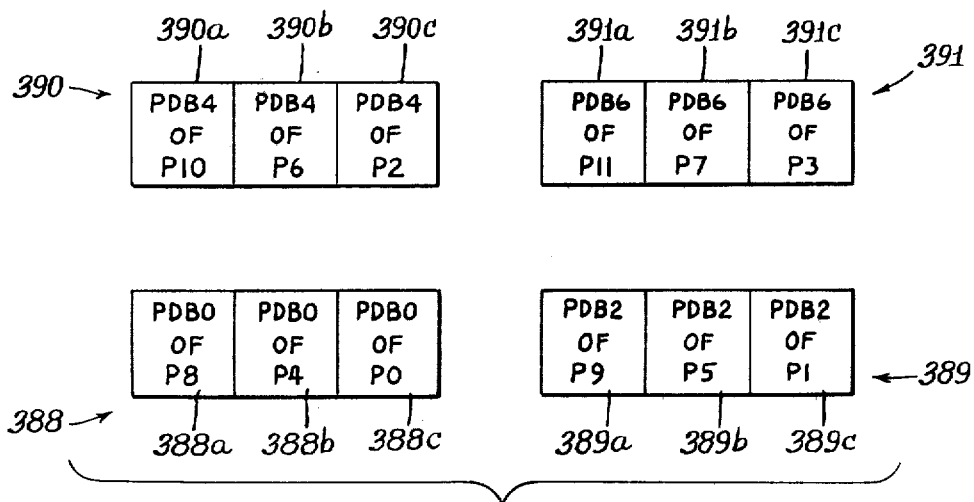 390a 390b 390c 391a 391b 391c
390 391
PDB4 PDB4 PDB4 PDB6 PDB6 PDB6
OF OF OF OF OF OF
P10 P6 P2 P11 P7 P3
PDB0 PDB0 PDB0 PDB2 PDB2 PDB2
OF OF OF OF OF OF
P8 P4 P0 P9 P5 P1
389
388
388a 388b 388c 389a 389b 389c